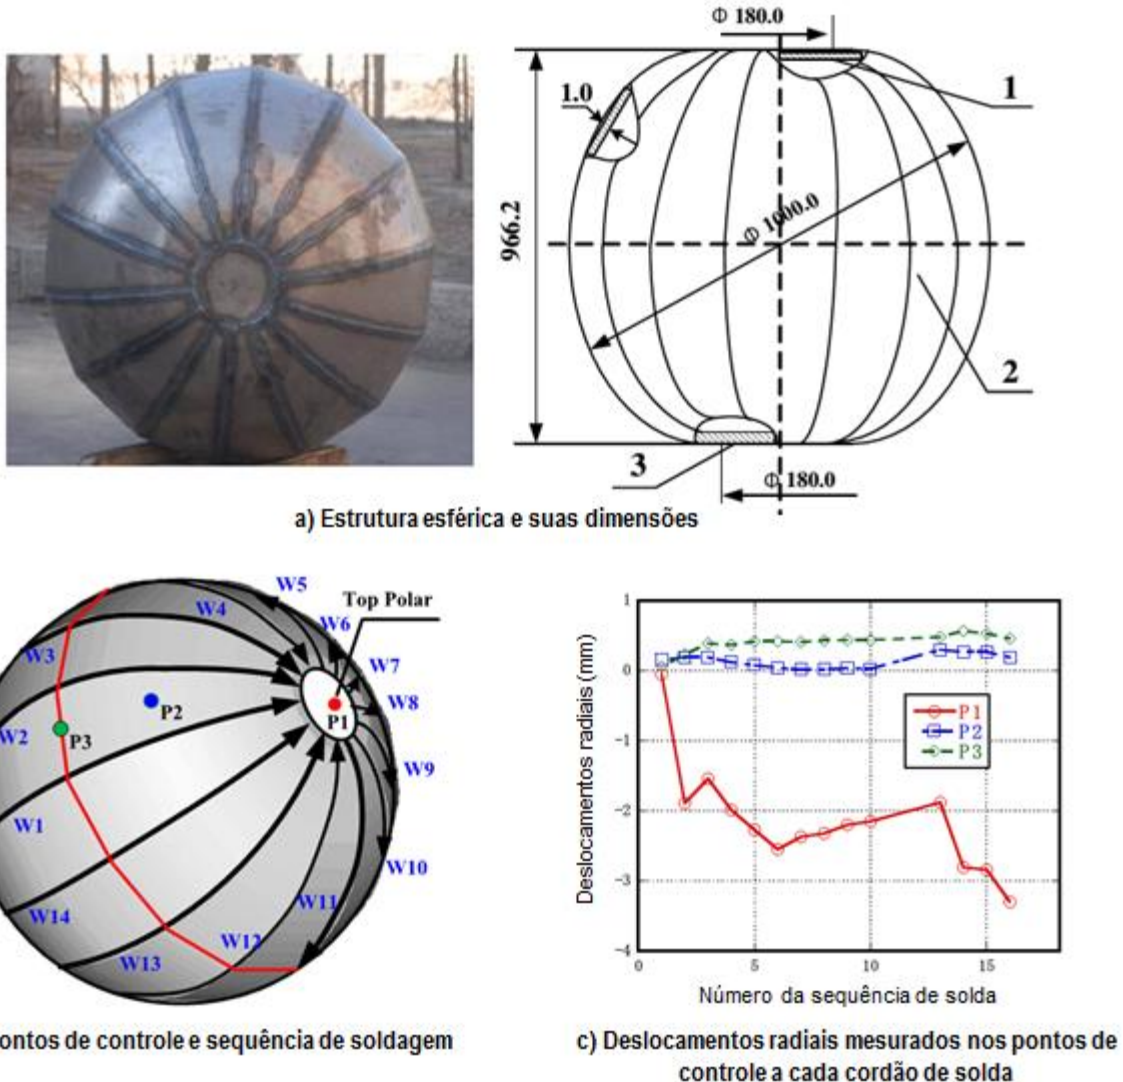 Φ 180.0
1
1.0
966.2
Φ 1000.0
2
3
Φ 180.0
a) Estrutura esférica e suas dimensões
W5
Top Polar
W4
W6
W3
W7
P2
W8
P1
W2
P3
W9
W1
W10
W11
W14
W12
W13
ontos de controle e sequência de soldagem
Deslocamentos radiais (mm)
1
0
-1
-2
-3
-4
P1
P2
P3
0
5
10
15
Número da sequência de solda
c) Deslocamentos radiais mesurados nos pontos de
controle a cada cordão de solda